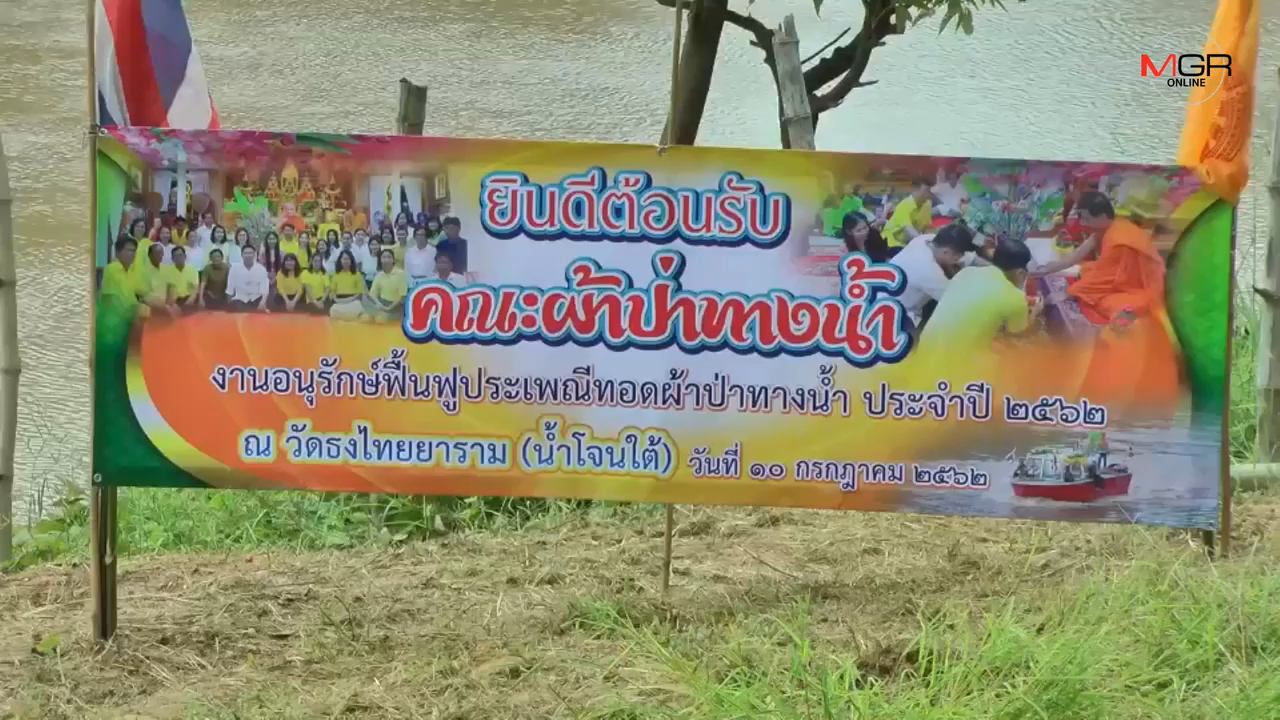 MGR
ONLINE
ยินดีต้อนรับ
คณะผ้าป่าทางน้ำ
งานอนุรักษ์ฟื้นฟูประเพณีทอดผ้าป่าทางน้ำ ประจำปี ๒๕๖๒
ณ วัดธงไทยยาราม (น้ำโจนใต้) วันที่ ๑๐ กรกฎาคม ๒๕๖๒